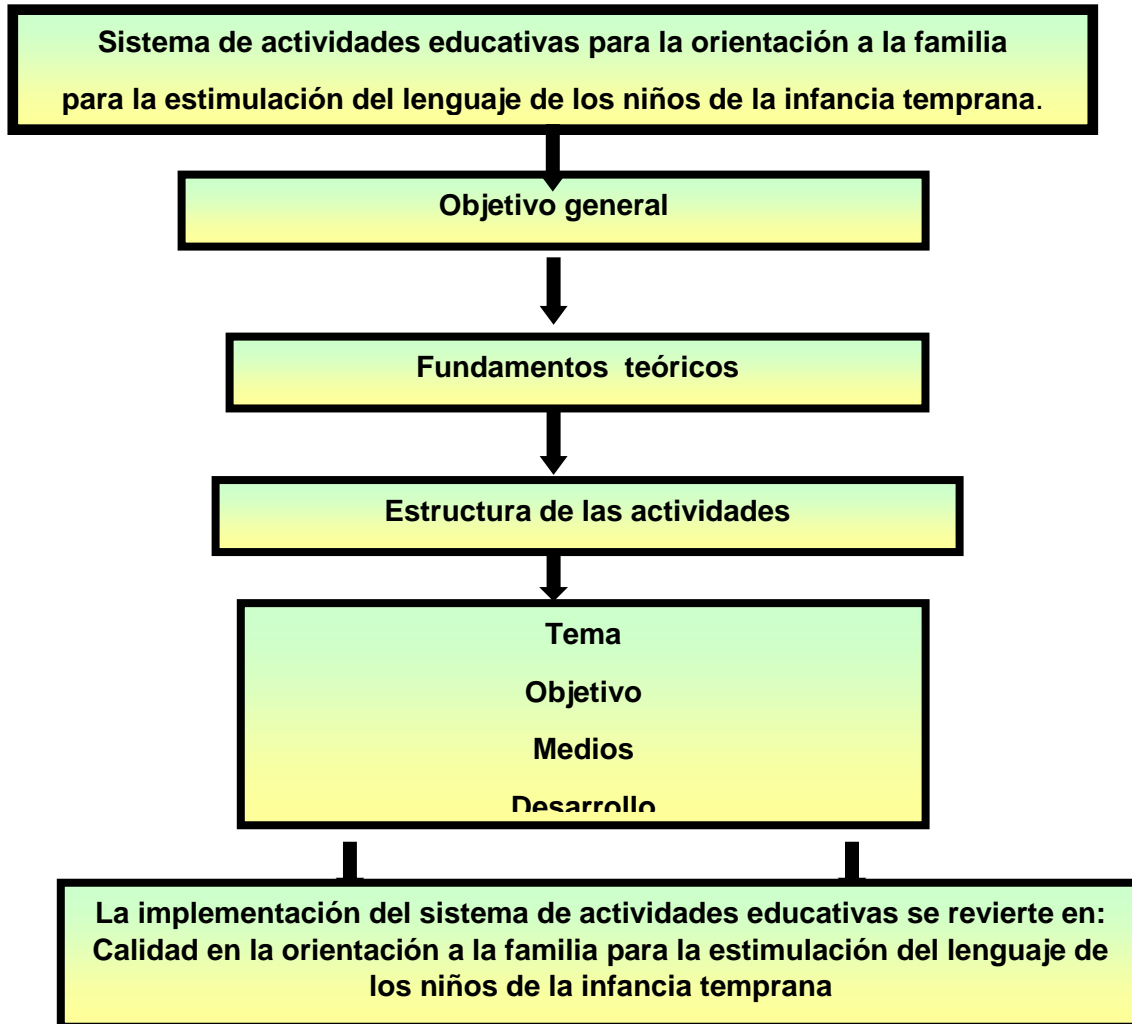 Sistema de actividades educativas para la orientación a la familia
para la estimulación del lenguaje de los niños de la infancia temprana.
Objetivo general
Fundamentos teóricos
Estructura de las actividades
Tema
Objetivo
Medios
Desarrollo
La implementación del sistema de actividades educativas se revierte en:
Calidad en la orientación a la familia para la estimulación del lenguaje de
los niños de la infancia temprana